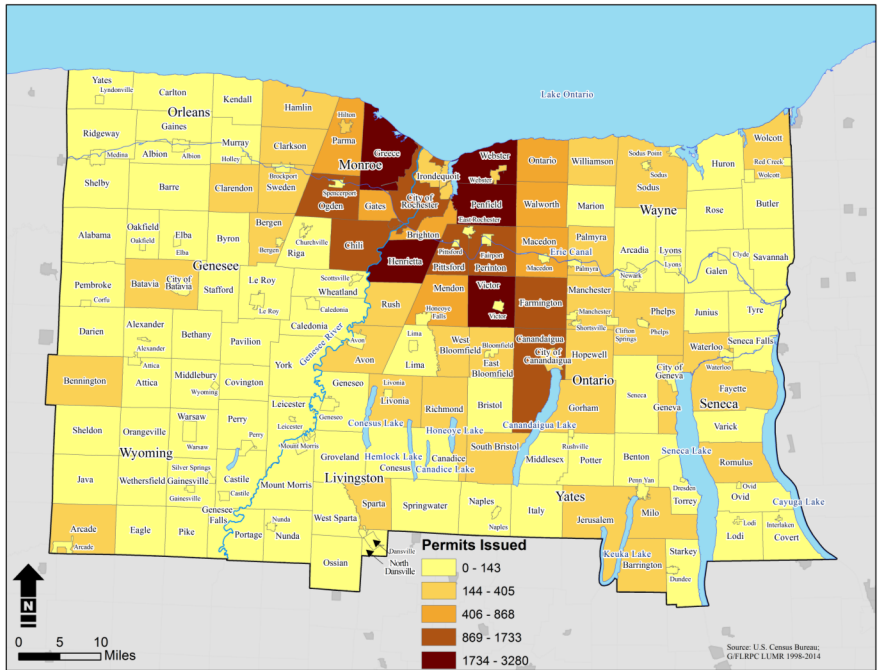 Lake Ontario
Yates
Lyndonville
Carlton
Kendall
Hamlin
Hilton
Parma
Orleans
Gaines
Ridgeway
Medina
Albion
Albion
Murray
Holley
Clarkson
Monroe
Greece
Irondequoit
Webster
Webster
Ontario
Williamson
Sodus Point
Sodus
Sodus
Huron
Wolcott
Red Creek
Wolcott
Shelby
Barre
Clarendon
Brockport
Sweden
Spencerport
Ogden
Gates
City of
Rochester
Penfield
East Rochester
Walworth
Marion
Wayne
Rose
Butler
Alabama
Oakfield
Oakfield
Elba
Elba
Byron
Bergen
Bergen
Churchville
Riga
Chili
Brighton
Henrietta
Pittsford
Pittsford
Fairport
Perinton
Macedon
Macedon
Erie Canal
Palmyra
Palmyra
Arcadia
Newark
Lyons
Lyons
Clyde
Galen
Savannah
Genesee
Pembroke
Corfu
Batavia
City of
Batavia
Stafford
Le Roy
Le Roy
Scottsville
Wheatland
Caledonia
Caledonia
Rush
Mendon
Honeoye
Falls
Victor
Victor
Farmington
Manchester
Manchester
Shortsville
Clifton
Springs
Phelps
Phelps
Junius
Tyre
Darien
Alexander
Alexander
Bethany
Pavilion
York
Genesee River
Avon
Avon
Lima
Lima
West
Bloomfield
Bloomfield
East
Bloomfield
Canandaigua
City of
Canandaigua
Hopewell
Ontario
Seneca
City of
Geneva
Geneva
Waterloo
Waterloo
Seneca Falls
Bennington
Attica
Attica
Middlebury
Wyoming
Covington
Leicester
Leicester
Geneseo
Geneseo
Livonia
Livonia
Conesus Lake
Richmond
Honeoye Lake
Bristol
Canandaigua Lake
Gorham
Fayette
Seneca
Varick
Sheldon
Orangeville
Warsaw
Warsaw
Perry
Perry
Mount Morris
Mount Morris
Groveland
Hemlock Lake
Conesus
Canadice
Canadice Lake
South Bristol
Rushville
Middlesex
Potter
Benton
Seneca Lake
Romulus
Wyoming
Java
Wethersfield
Silver Springs
Gainesville
Gainesville
Castile
Castile
Livingston
Sparta
Springwater
Naples
Naples
Italy
Yates
Penn Yan
Dresden
Torrey
Ovid
Ovid
Cayuga Lake
Arcade
Arcade
Eagle
Pike
Genesee
Falls
Portage
Nunda
Nunda
West Sparta
Ossian
Dansville
North
Dansville
Jerusalem
Milo
Keuka Lake
Barrington
Starkey
Dundee
Lodi
Lodi
Interlaken
Covert
Permits Issued
0 - 143
144 - 405
406 - 868
869 - 1733
1734 - 3280
N
0 5 10
Miles
Source: U.S. Census Bureau;
G/FLRPC LUMR 1998-2014